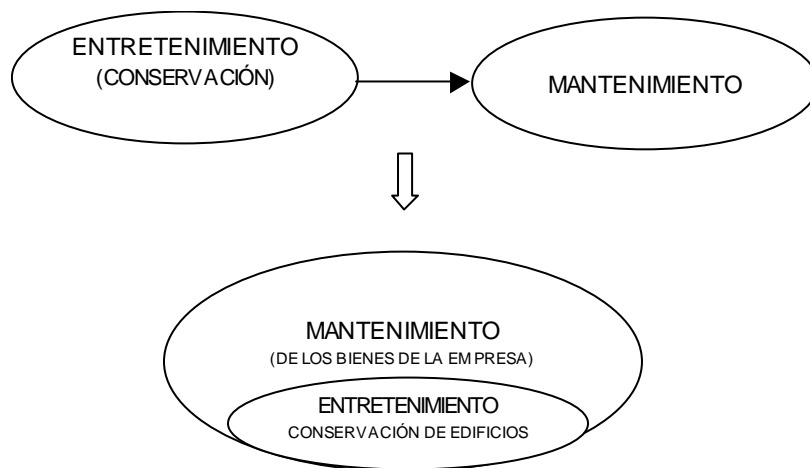 ENTRETENIMIENTO
(CONSERVACIÓN)
MANTENIMIENTO
MANTENIMIENTO
(DE LOS BIENES DE LA EMPRESA)
ENTRETENIMIENTO
CONSERVACIÓN DE EDIFICIOS